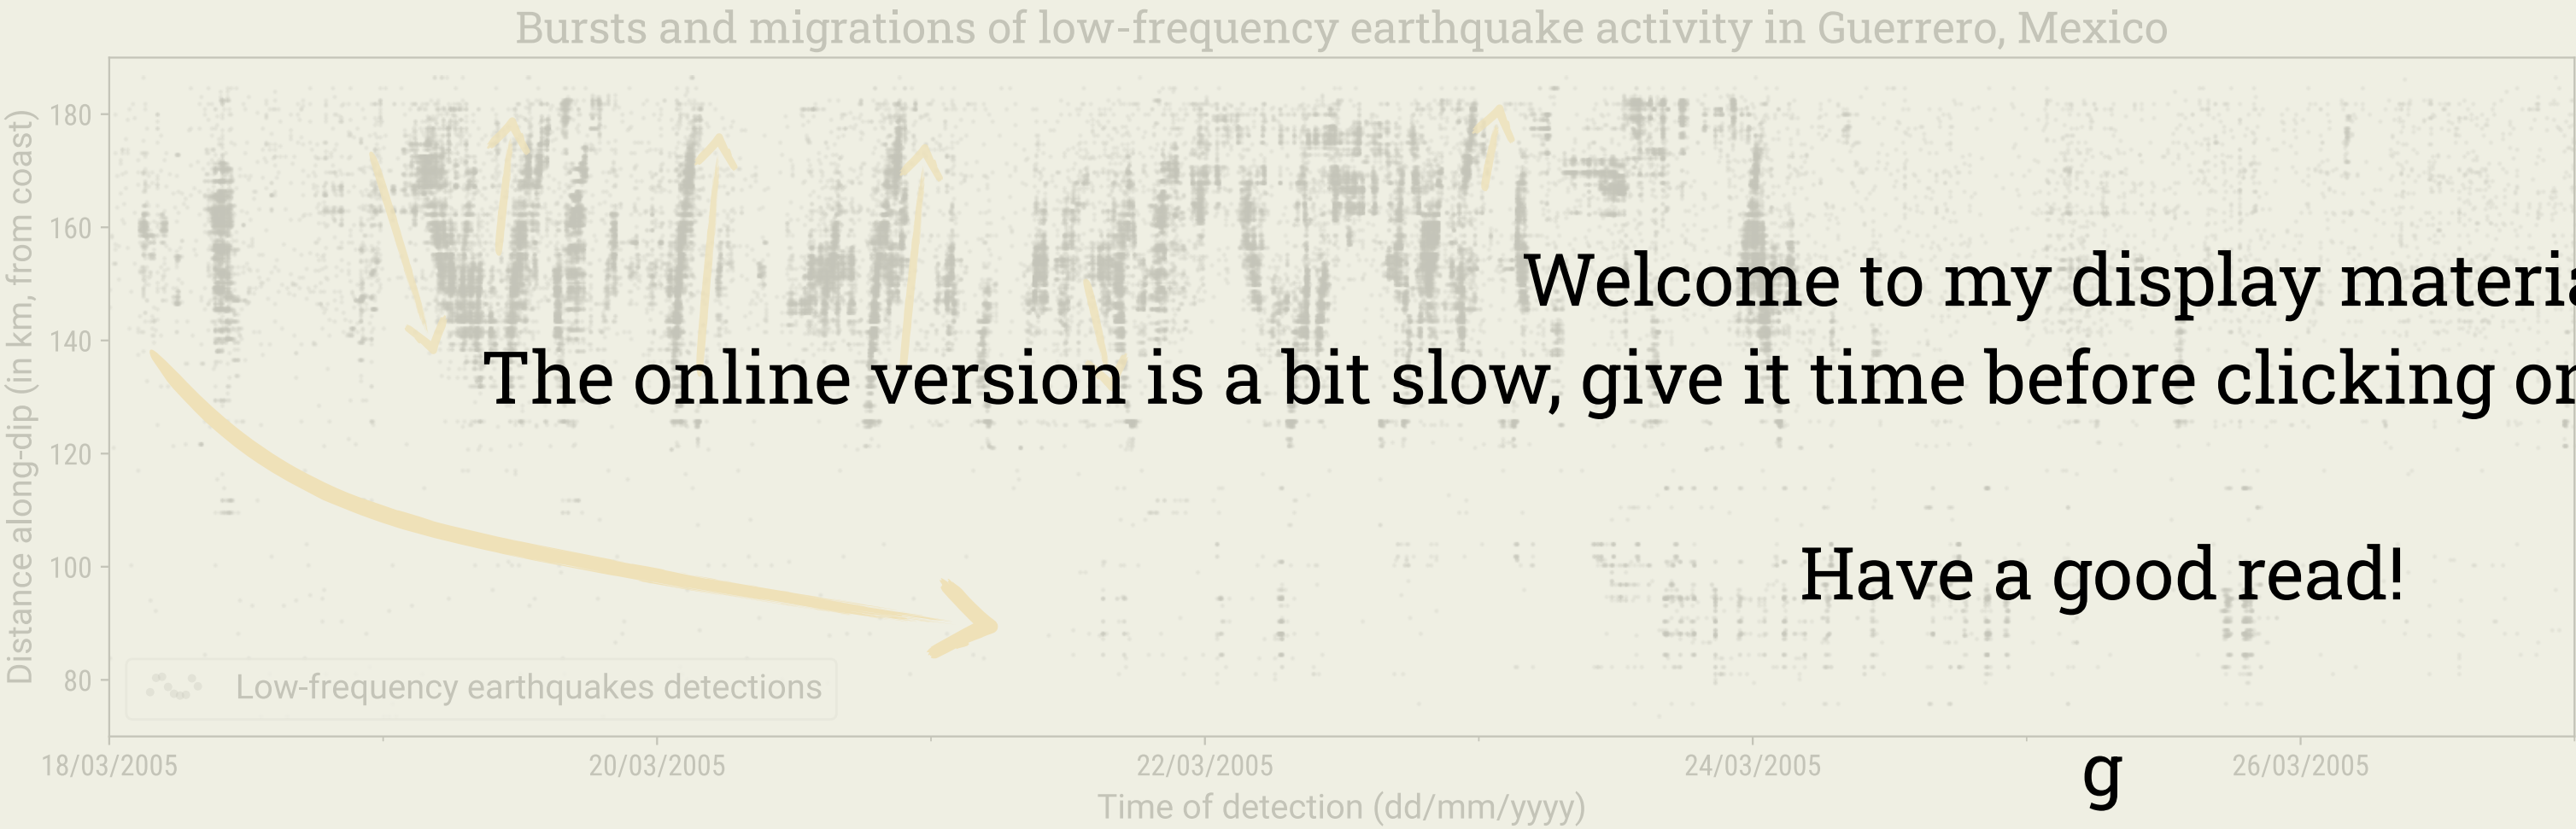 Bursts and migrations of low-frequency earthquake activity in Guerrero, Mexico
Distance along-dip (in km, from coast)
180
160
140
120
100
80
Welcome to my display materia
The online version is a bit slow, give it time before clicking or
Have a good read!
Low-frequency earthquakes detections
18/03/2005 20/03/2005 22/03/2005 24/03/2005 26/03/2005
g
Time of detection (dd/mm/yyyy)